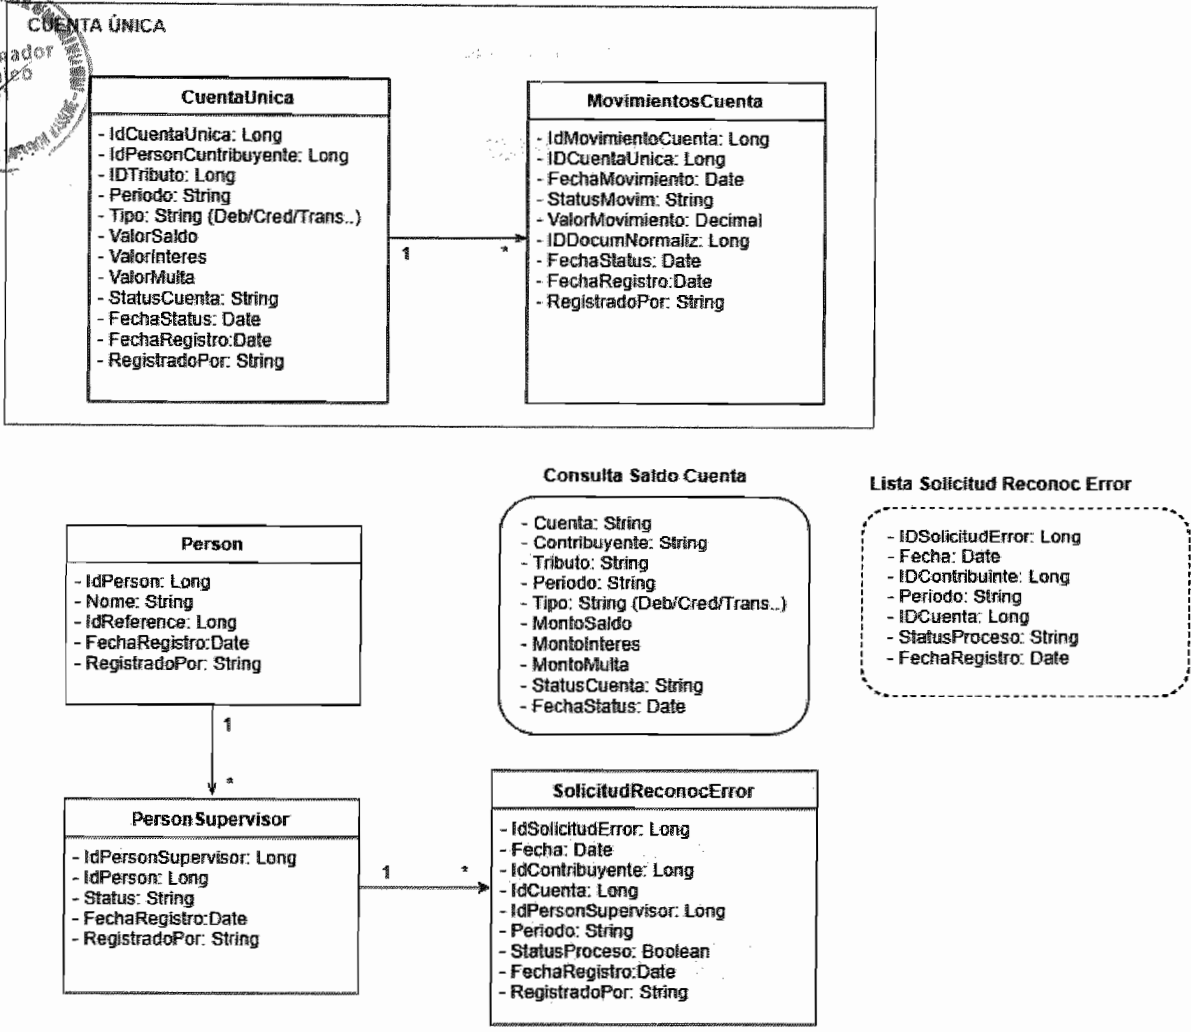 CUENTA ÚNICA
CuentaUnica
- IdCuentaUnica: Long
- IdPersonCuntribuyente: Long
- IDTributo: Long
- Periodo: String
- Tipo: String (Deb/Cred/Trans..)
- ValorSaldo
- ValorInteres
- ValorMulta
- StatusCuenta: String
- FechaStatus: Date
- FechaRegistro:Date
- RegistradoPor: String
1
*
MovimientosCuenta
- IdMovimientoCuenta: Long
- IDCuentaUnica: Long
- FechaMovimiento: Date
- StatusMovim: String
- ValorMovimiento: Decimal
- IDDocumNormaliz: Long
- FechaStatus: Date
- FechaRegistro:Date
- RegistradoPor: String
Consulta Saldo Cuenta
- Cuenta: String
- Contribuyente: String
- Tributo: String
- Periodo: String
- Tipo: String (Deb/Cred/Trans..)
- MontoSaldo
- MontoInteres
- MontoMulta
- StatusCuenta: String
- FechaStatus: Date
Lista Solicitud Reconoc Error
- IDSolicitudError: Long
- Fecha: Date
- IDContribuinte: Long
- Periodo: String
- IDCuenta: Long
- StatusProceso: String
- FechaRegistro: Date
Person
- IdPerson: Long
- Nome: String
- IdReference: Long
- FechaRegistro:Date
- RegistradoPor: String
1
*
PersonSupervisor
- IdPersonSupervisor: Long
- IdPerson: Long
- Status: String
- FechaRegistro:Date
- RegistradoPor: String
1
*
SolicitudReconocError
- IdSolicitudError: Long
- Fecha: Date
- IdContribuyente: Long
- IdCuenta: Long
- IdPersonSupervisor: Long
- Periodo: String
- StatusProceso: Boolean
- FechaRegistro:Date
- RegistradoPor: String